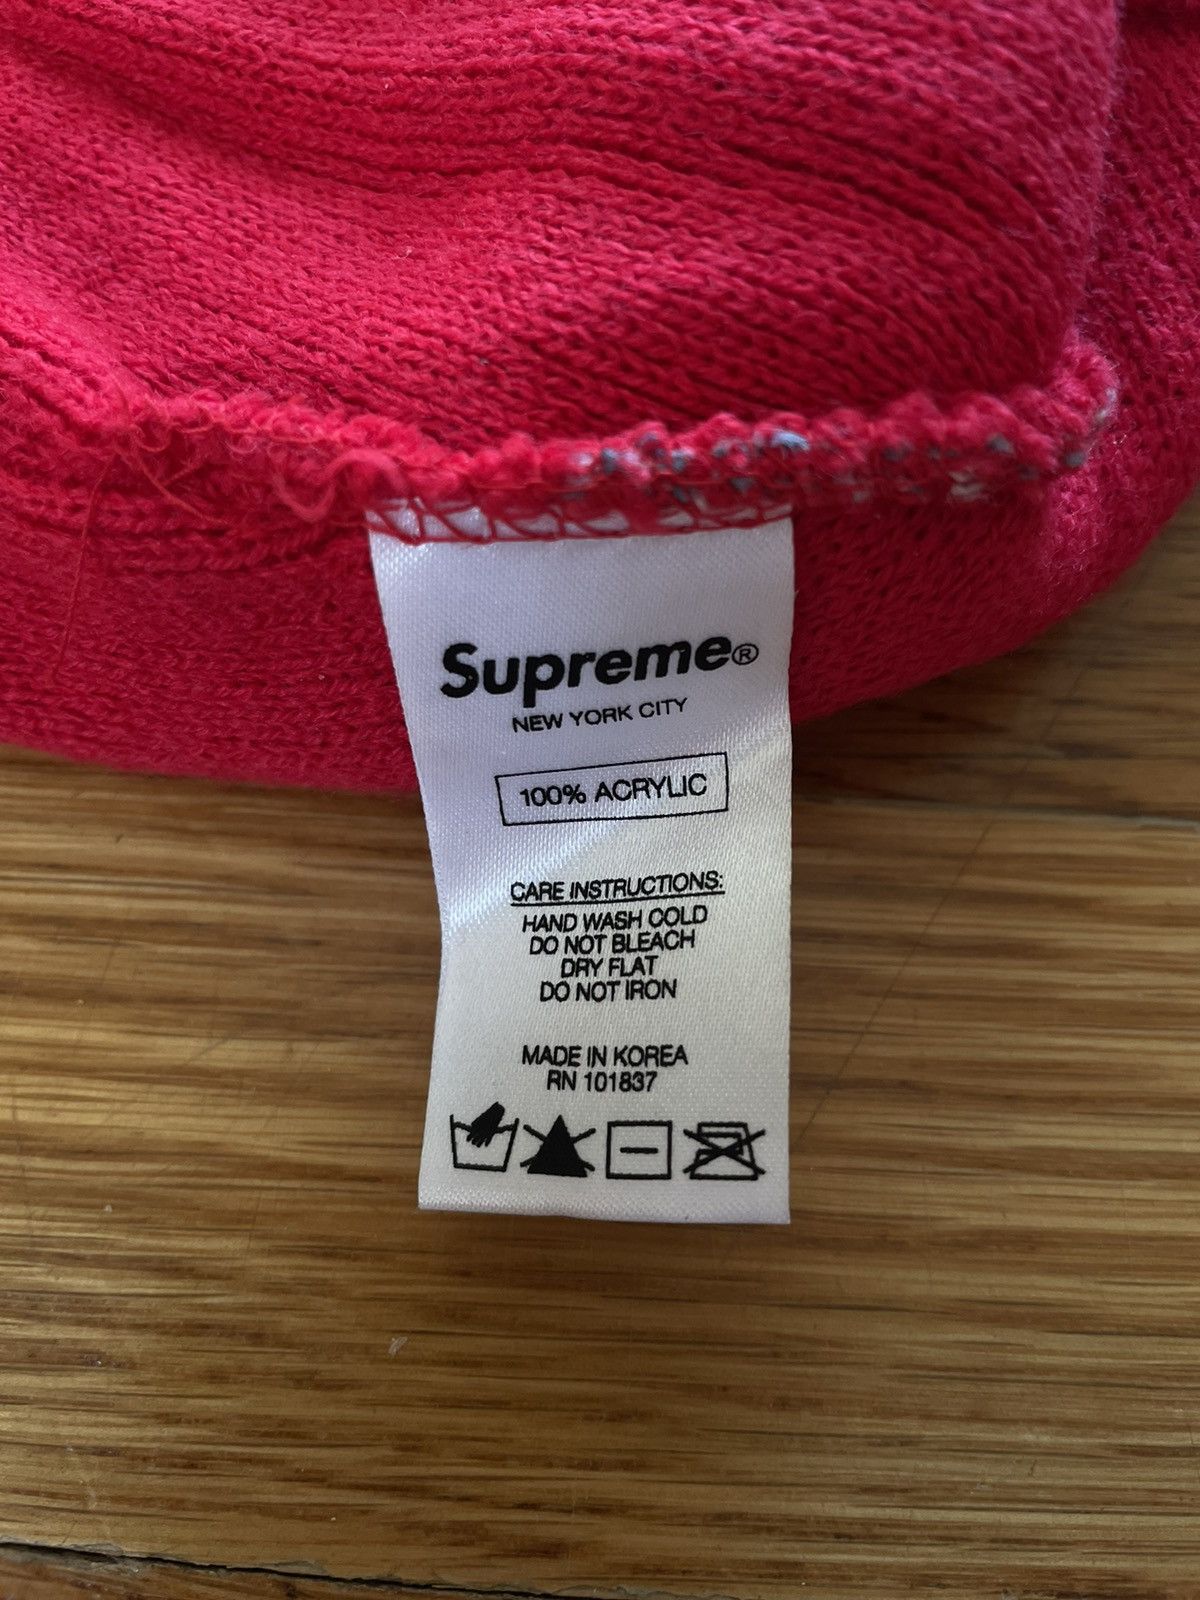 Supreme®
NEW YORK CITY
100% ACRYLIC
CARE INSTRUCTIONS:
HAND WASH COLD
DO NOT BLEACH
DRY FLAT
DO NOT IRON
MADE IN KOREA
RN 101837